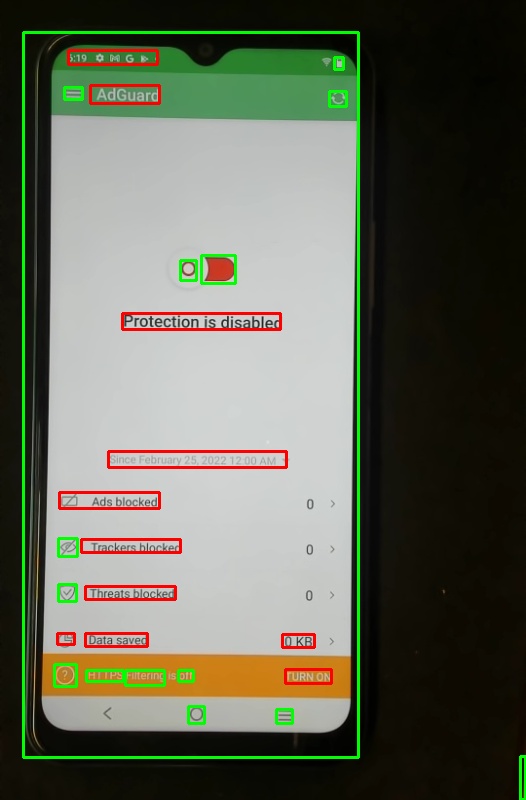 6:19
AdGuard
Protection is disabled
Since February 25, 2022 12:00 AM
Ads blocked 0
Trackers blocked 0
Threats blocked 0
Data saved 0 KB
HTTPS Filtering is off TURN ON